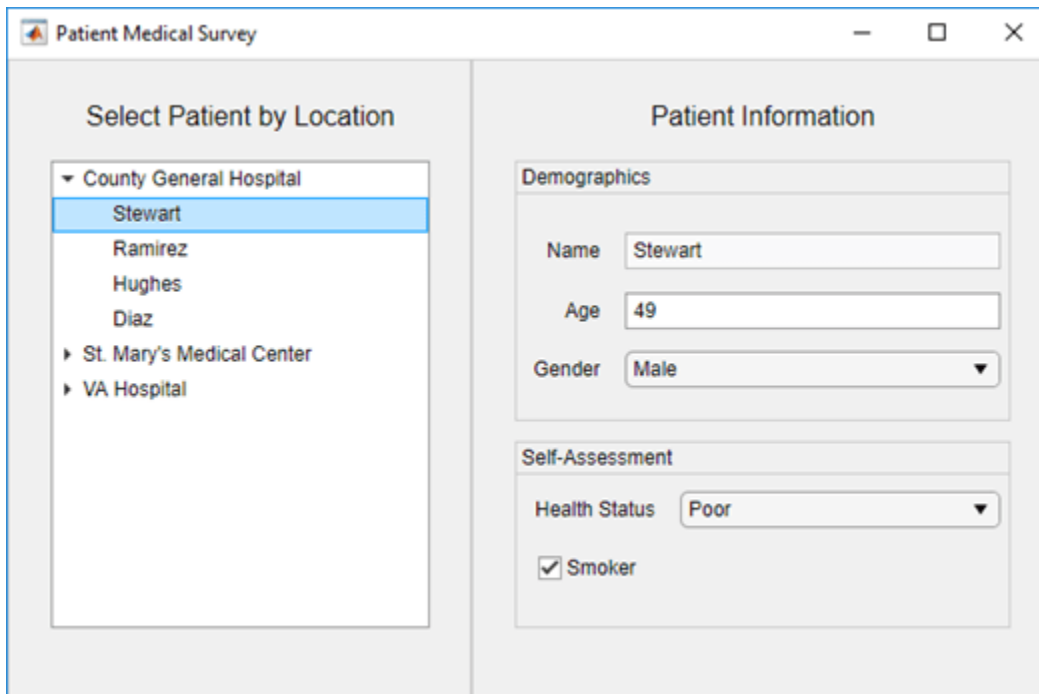 Patient Medical Survey
Select Patient by Location
County General Hospital
Stewart
Ramirez
Hughes
Diaz
St. Mary's Medical Center
VA Hospital
Patient Information
Demographics
Name Stewart
Age 49
Gender Male
Self-Assessment
Health Status Poor
Smoker